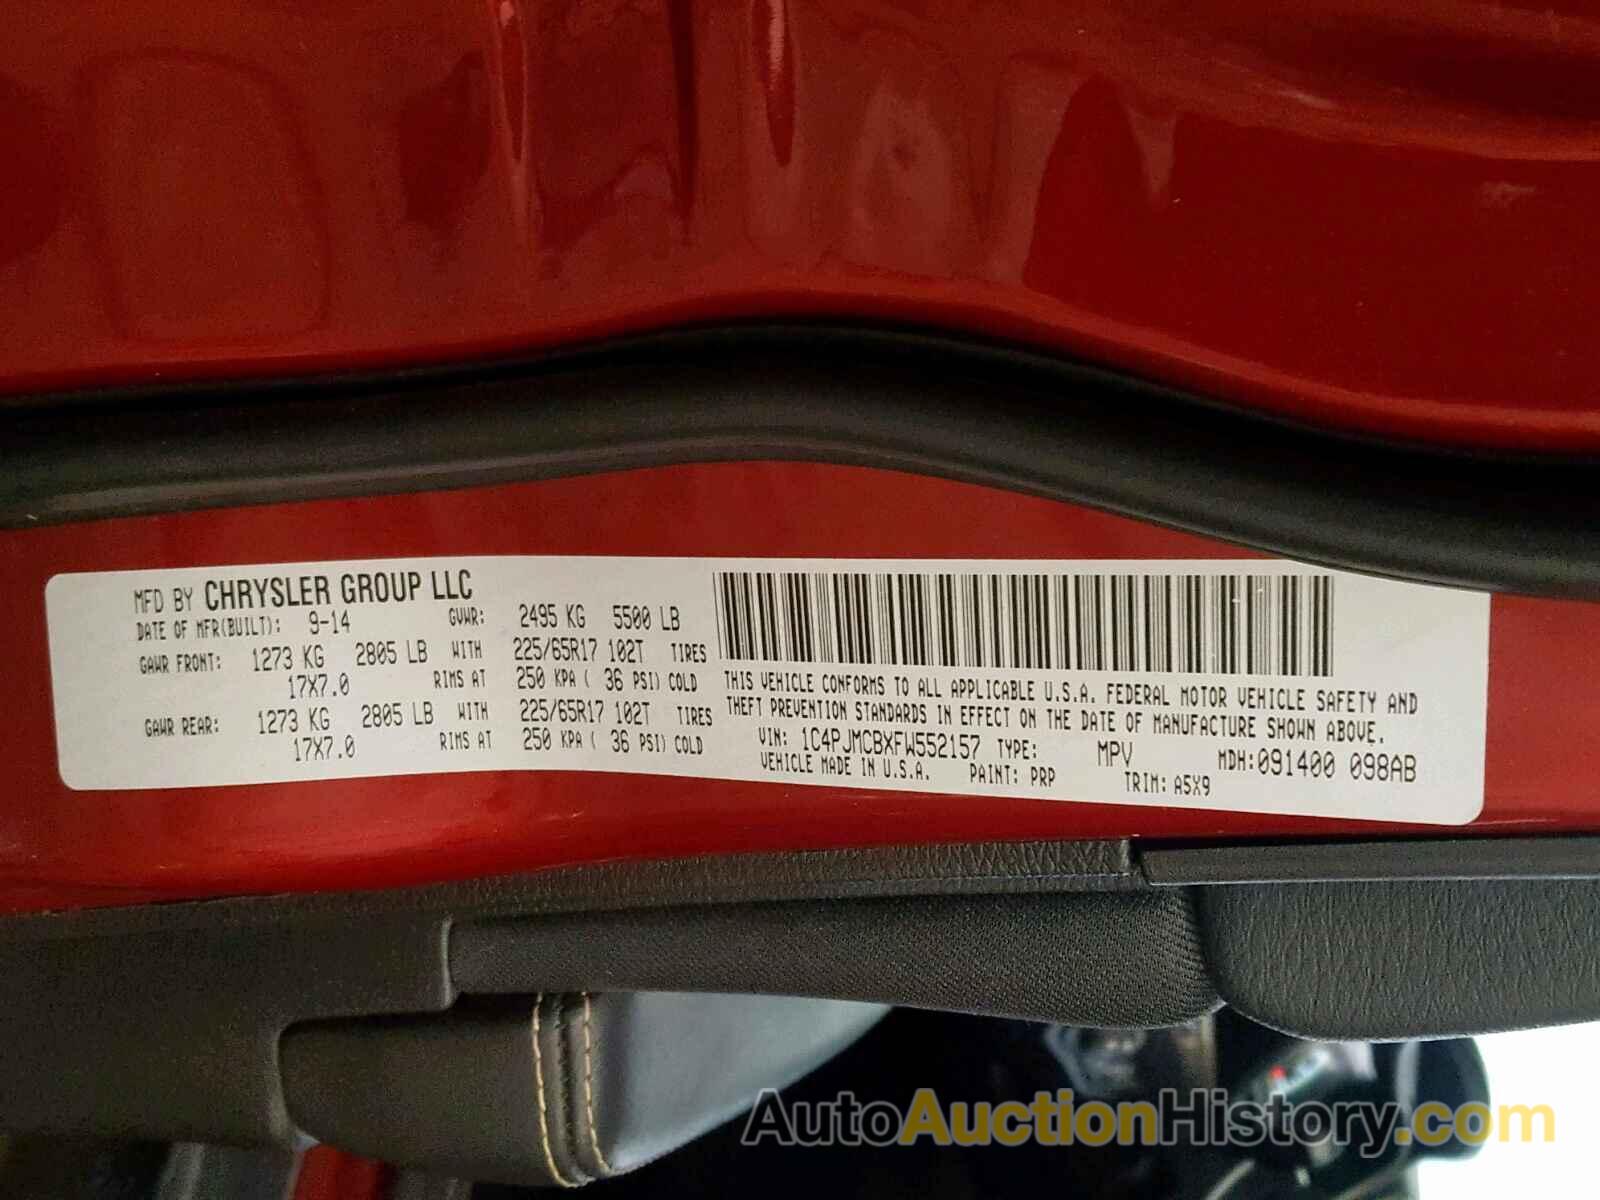 MFD BY CHRYSLER GROUP LLC
DATE OF MFR(BUILT): 9-14 GVWR: 2495 KG 5500 LB
GAWR FRONT: 1273 KG 2805 LB WITH 225/65R17 102T TIRES
17X7.0 RIMS AT 250 KPA ( 36 PSI) COLD
GAWR REAR: 1273 KG 2805 LB WITH 225/65R17 102T TIRES
17X7.0 RIMS AT 250 KPA ( 36 PSI) COLD
THIS VEHICLE CONFORMS TO ALL APPLICABLE U.S.A. FEDERAL MOTOR VEHICLE SAFETY AND
THEFT PREVENTION STANDARDS IN EFFECT ON THE DATE OF MANUFACTURE SHOWN ABOVE.
VIN: 1C4PJMCBXFW552157 TYPE: MPV MDH:091400 098AB
VEHICLE MADE IN U.S.A. PAINT: PRP TRIM: A5X9
AutoAuctionHistory.com